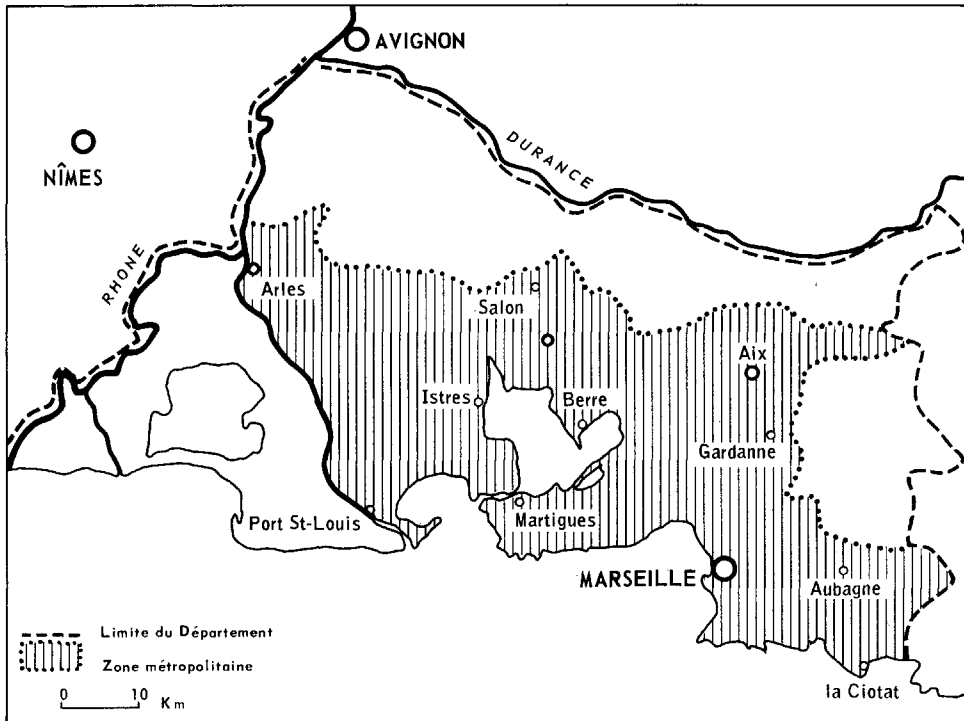 AVIGNON
NÎMES
DURANCE
RHONE
Arles
Salon
Aix
Istres
Berre
Gardanne
Port St-Louis
Martigues
MARSEILLE
Aubagne
la Ciotat
Limite du Département
Zone métropolitaine
0 10 Km